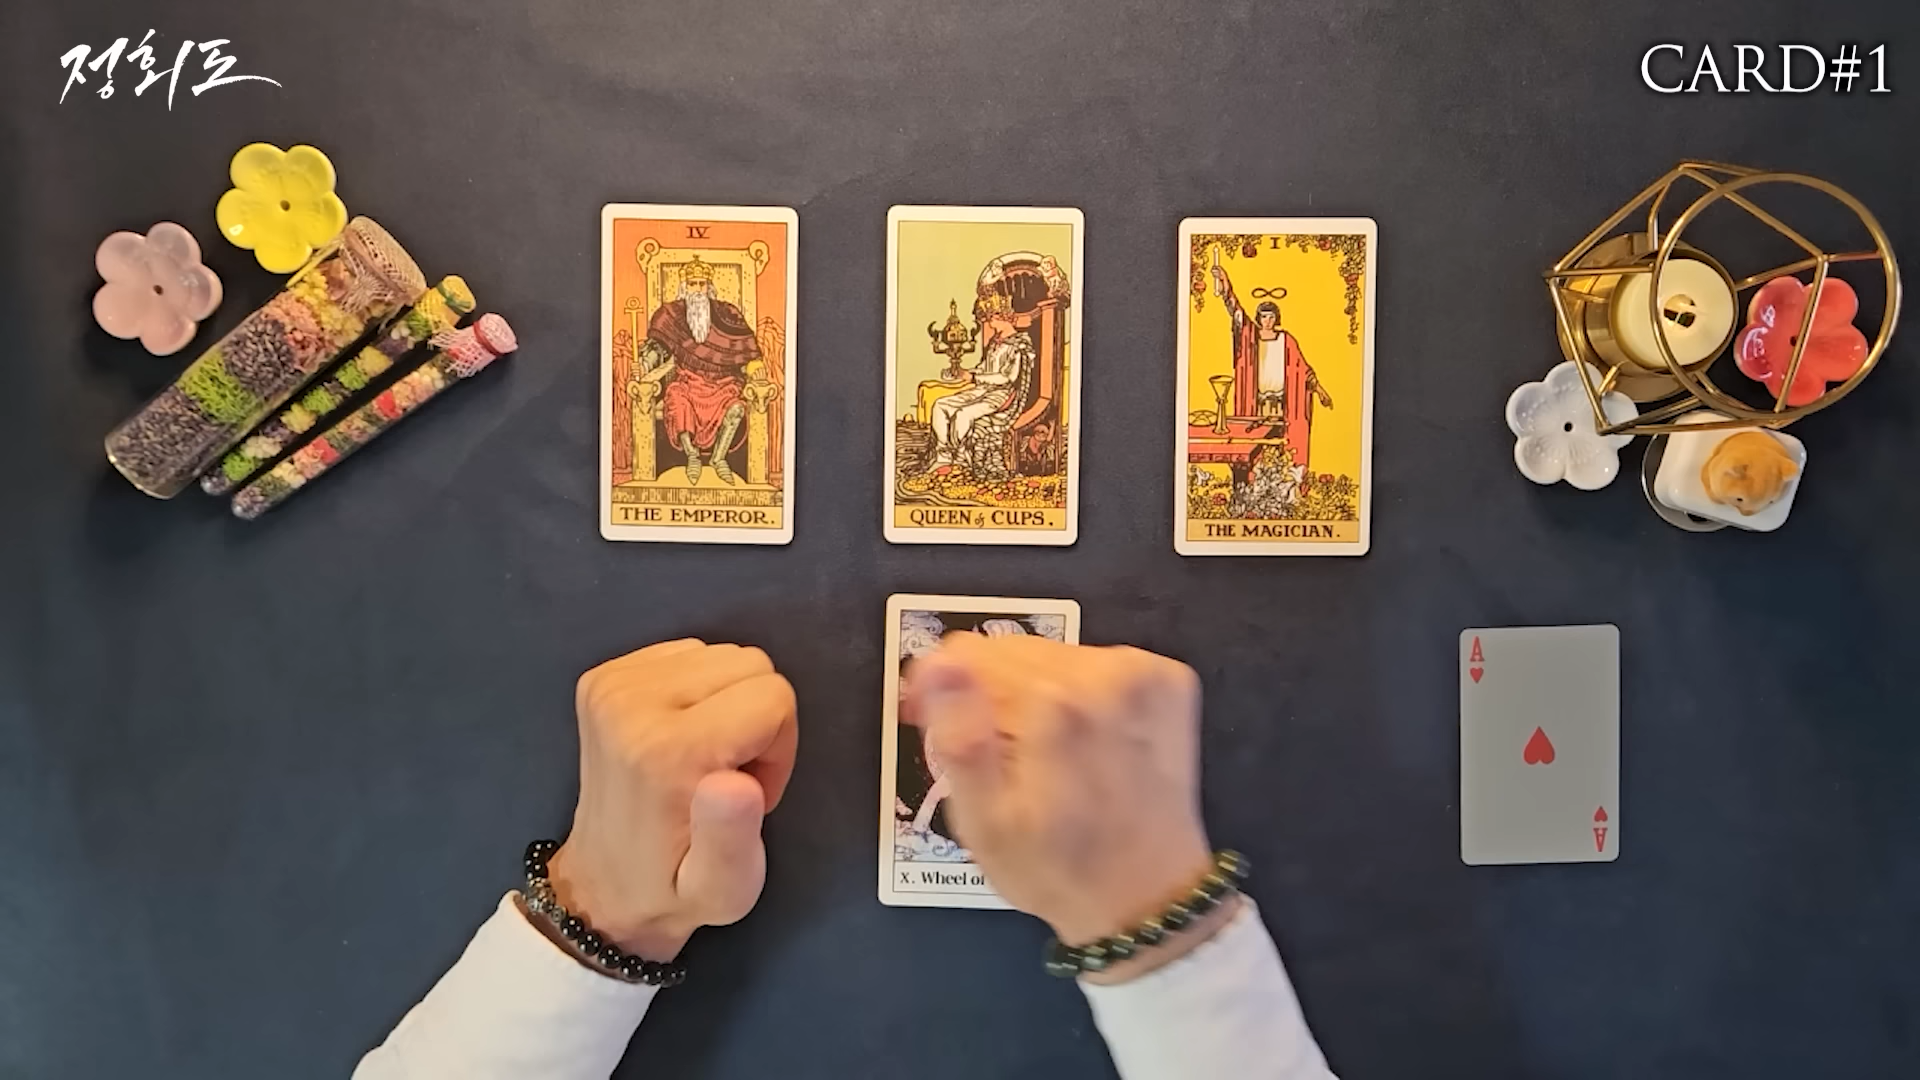 정회도
CARD#1
IV
THE EMPEROR.
QUEEN of CUPS.
I
THE MAGICIAN.
X. Wheel of
A
A